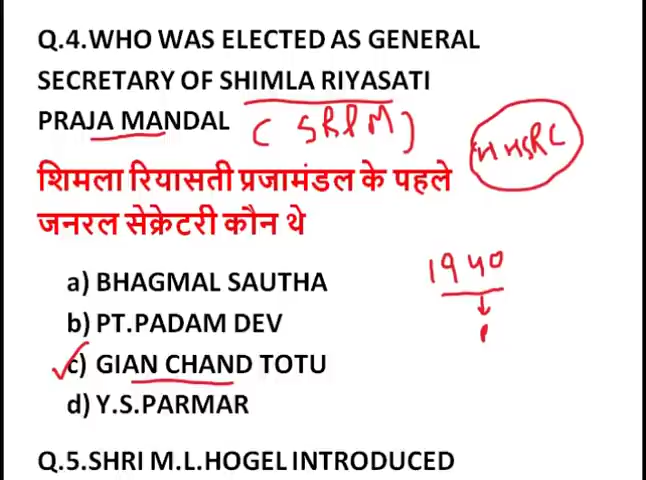 Q.4.WHO WAS ELECTED AS GENERAL
SECRETARY OF SHIMLA RIYASATI
PRAJA MANDAL (SRPM)
HHSRC
शिमला रियासती प्रजामंडल के पहले
जनरल सेक्रेटरी कौन थे
1940
a) BHAGMAL SAUTHA
b) PT.PADAM DEV
c) GIAN CHAND TOTU
d) Y.S.PARMAR
Q.5.SHRI M.L.HOGEL INTRODUCED